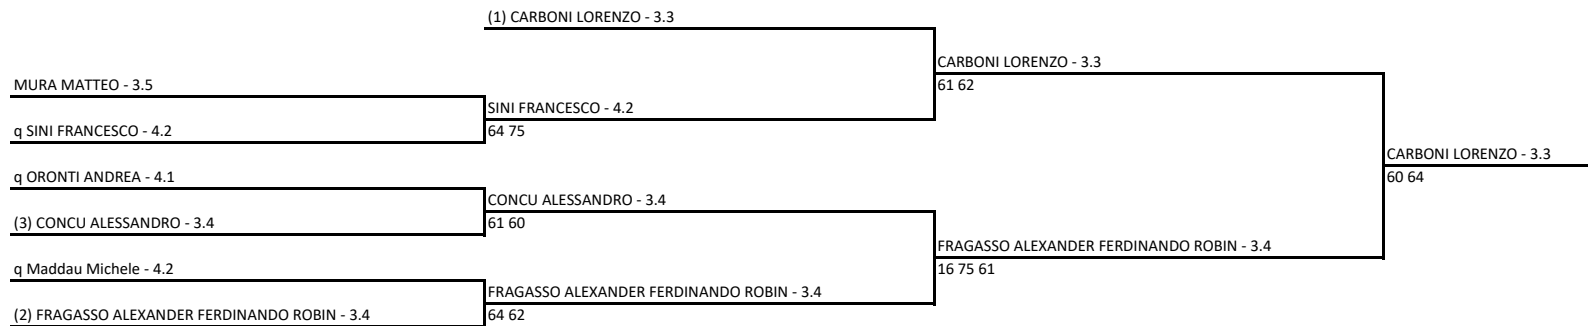 (1) CARBONI LORENZO - 3.3
CARBONI LORENZO - 3.3
MURA MATTEO - 3.5
61 62
SINI FRANCESCO - 4.2
q SINI FRANCESCO - 4.2
64 75
CARBONI LORENZO - 3.3
q ORONTI ANDREA - 4.1
60 64
CONCU ALESSANDRO - 3.4
(3) CONCU ALESSANDRO - 3.4
61 60
FRAGASSO ALEXANDER FERDINANDO ROBIN - 3.4
q Maddau Michele - 4.2
16 75 61
FRAGASSO ALEXANDER FERDINANDO ROBIN - 3.4
(2) FRAGASSO ALEXANDER FERDINANDO ROBIN - 3.4
64 62